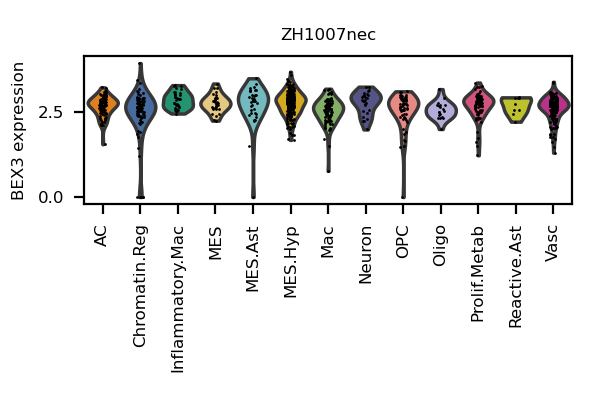 ZH1007nec
BEX3 expression
2.5
0.0
AC
Chromatin.Reg
Inflammatory.Mac
MES
MES.Ast
MES.Hyp
Mac
Neuron
OPC
Oligo
Prolif.Metab
Reactive.Ast
Vasc